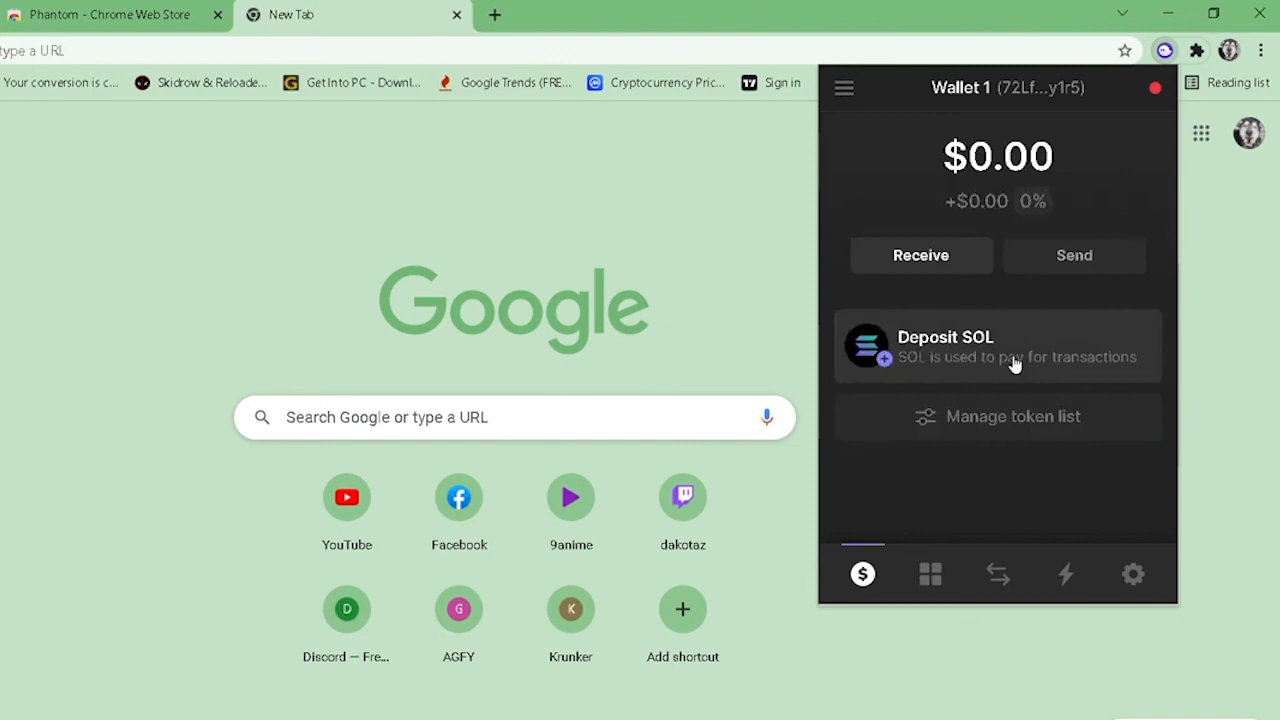 Phantom - Chrome Web Store
New Tab
type a URL
Your conversion is c...
Skidrow & Reloade...
Get Into PC - Downl...
Google Trends (FRE...
Cryptocurrency Pric...
Sign in
Reading list
Wallet 1 (72Lf...y1r5)
$0.00
+$0.00 0%
Receive
Send
Deposit SOL
SOL is used to pay for transactions
Manage token list
Google
Search Google or type a URL
YouTube
Facebook
9anime
dakotaz
D
G
K
Discord — Fre...
AGFY
Krunker
Add shortcut